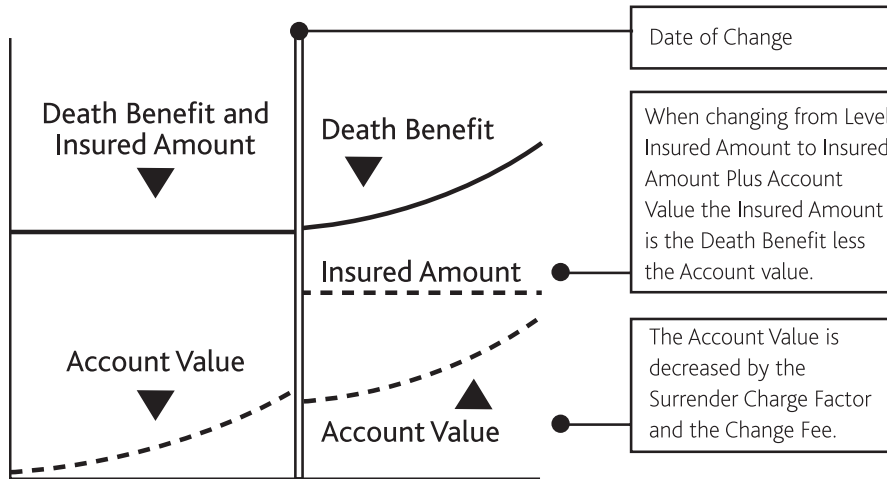 Death Benefit and
Insured Amount
Account Value
Death Benefit
Insured Amount
Account Value
Date of Change
When changing from Level
Insured Amount to Insured
Amount Plus Account
Value the Insured Amount
is the Death Benefit less
the Account value.
The Account Value is
decreased by the
Surrender Charge Factor
and the Change Fee.